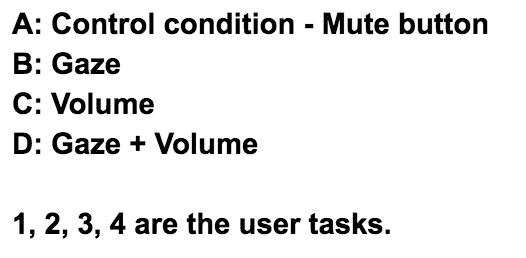 A: Control condition - Mute button
B: Gaze
C: Volume
D: Gaze + Volume
1, 2, 3, 4 are the user tasks.